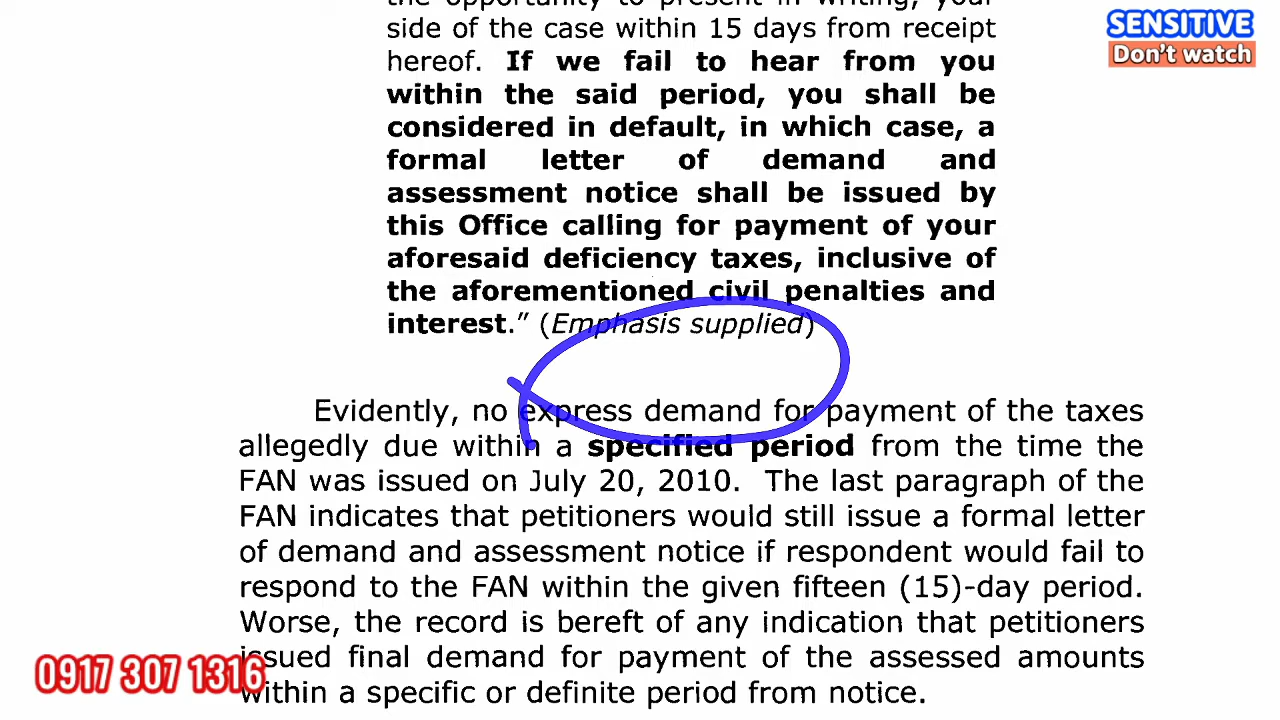 the opportunity to present in writing, your
side of the case within 15 days from receipt
hereof. If we fail to hear from you
within the said period, you shall be
considered in default, in which case, a
formal letter of demand and
assessment notice shall be issued by
this Office calling for payment of your
aforesaid deficiency taxes, inclusive of
the aforementioned civil penalties and
interest.” (Emphasis supplied)
Evidently, no express demand for payment of the taxes
allegedly due within a specified period from the time the
FAN was issued on July 20, 2010. The last paragraph of the
FAN indicates that petitioners would still issue a formal letter
of demand and assessment notice if respondent would fail to
respond to the FAN within the given fifteen (15)-day period.
Worse, the record is bereft of any indication that petitioners
issued final demand for payment of the assessed amounts
within a specific or definite period from notice.
SENSITIVE
Don't watch
0917 307 1316